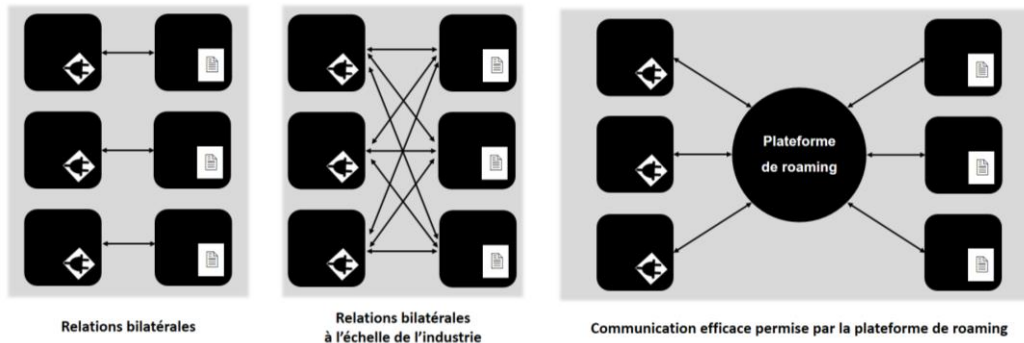 Plateforme
de roaming
Relations bilatérales
Relations bilatérales
à l'échelle de l'industrie
Communication efficace permise par la plateforme de roaming